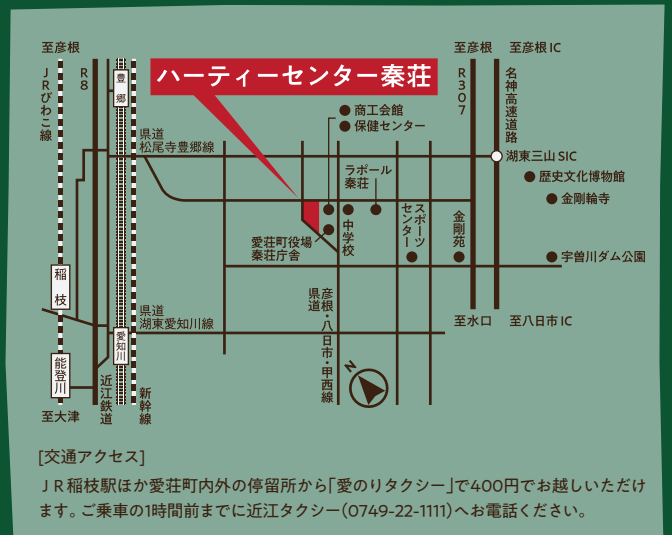 至彦根
至彦根
至彦根 IC
JRびわこ線
R8
豊郷
ハーティーセンター秦荘
R307
名神高速道路
商工会館
保健センター
県道
松尾寺豊郷線
湖東三山 SIC
ラポール
秦荘
歴史文化博物館
金剛輪寺
中学校
スポーツ
センター
金剛苑
愛荘町役場
秦荘庁舎
宇曽川ダム公園
稲枝
県道
彦根・八日市・甲西線
県道
湖東愛知川線
愛知川
至水口
至八日市 IC
能登川
N
近江鉄道
新幹線
至大津
[交通アクセス]
JR稲枝駅ほか愛荘町内外の停留所から「愛のりタクシー」で400円でお越しいただけ
ます。ご乗車の1時間前までに近江タクシー(0749-22-1111)へお電話ください。